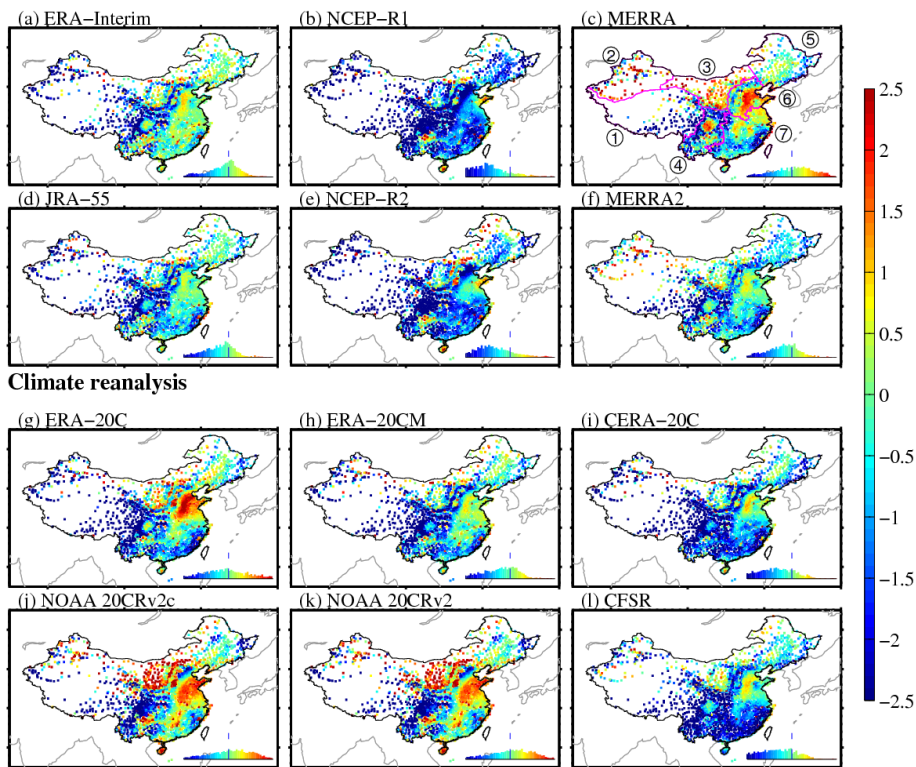 (a) ERA−Interim
(b) NCEP−R1
(c) MERRA
① ② ③ ④ ⑤ ⑥ ⑦
(d) JRA−55
(e) NCEP−R2
(f) MERRA2
Climate reanalysis
(g) ERA−20C
(h) ERA−20CM
(i) CERA−20C
(j) NOAA 20CRv2c
(k) NOAA 20CRv2
(l) CFSR
2.5
2
1.5
1
0.5
0
−0.5
−1
−1.5
−2
−2.5